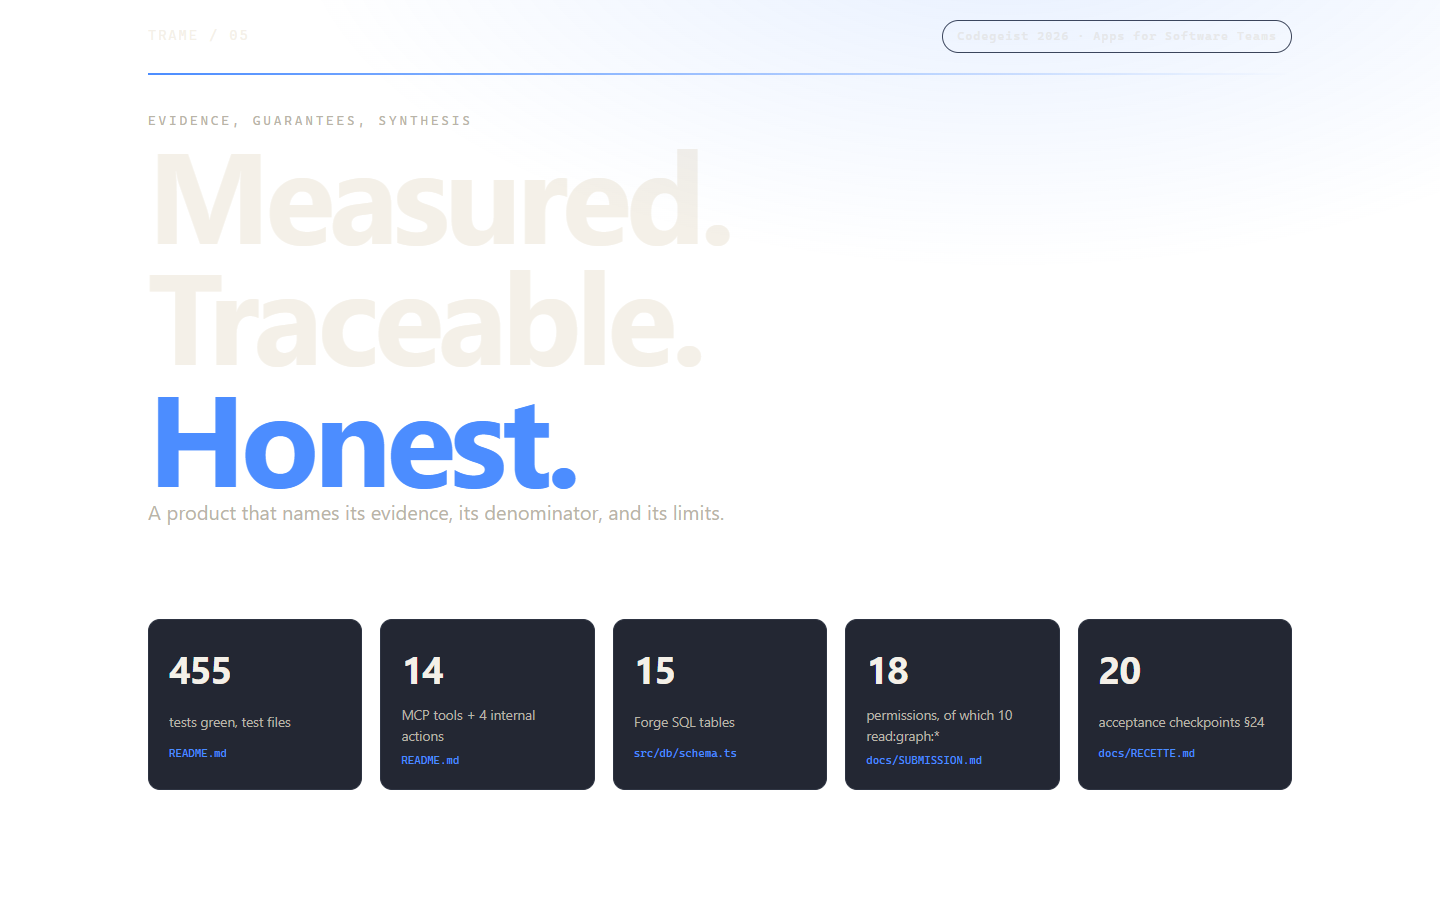 TRAME / 05
Codegeist 2026 · Apps for Software Teams
EVIDENCE, GUARANTEES, SYNTHESIS
Measured.
Traceable.
Honest.
A product that names its evidence, its denominator, and its limits.
455
tests green, test files
README.md
14
MCP tools + 4 internal
actions
README.md
15
Forge SQL tables
src/db/schema.ts
18
permissions, of which 10
read:graph:*
docs/SUBMISSION.md
20
acceptance checkpoints §24
docs/RECETTE.md